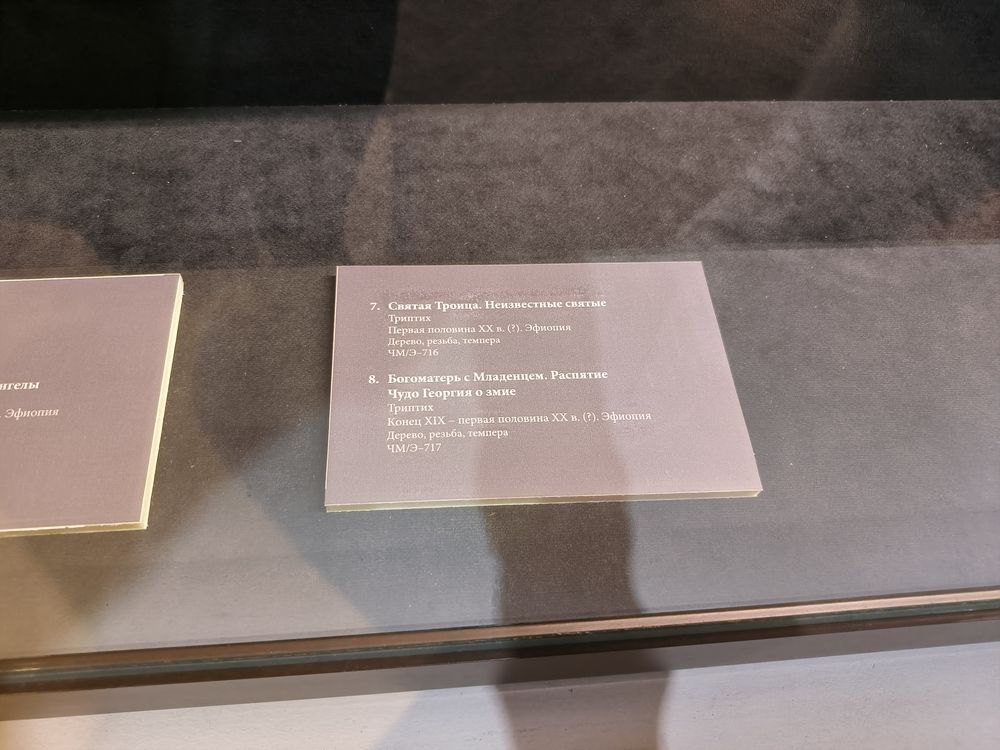 нгелы
. Эфиопия
7. Святая Троица. Неизвестные святые
Триптих
Первая половина XX в. (?). Эфиопия
Дерево, резьба, темпера
ЧМ/Э–716
8. Богоматерь с Младенцем. Распятие
Чудо Георгия о змие
Триптих
Конец XIX – первая половина XX в. (?). Эфиопия
Дерево, резьба, темпера
ЧМ/Э–717